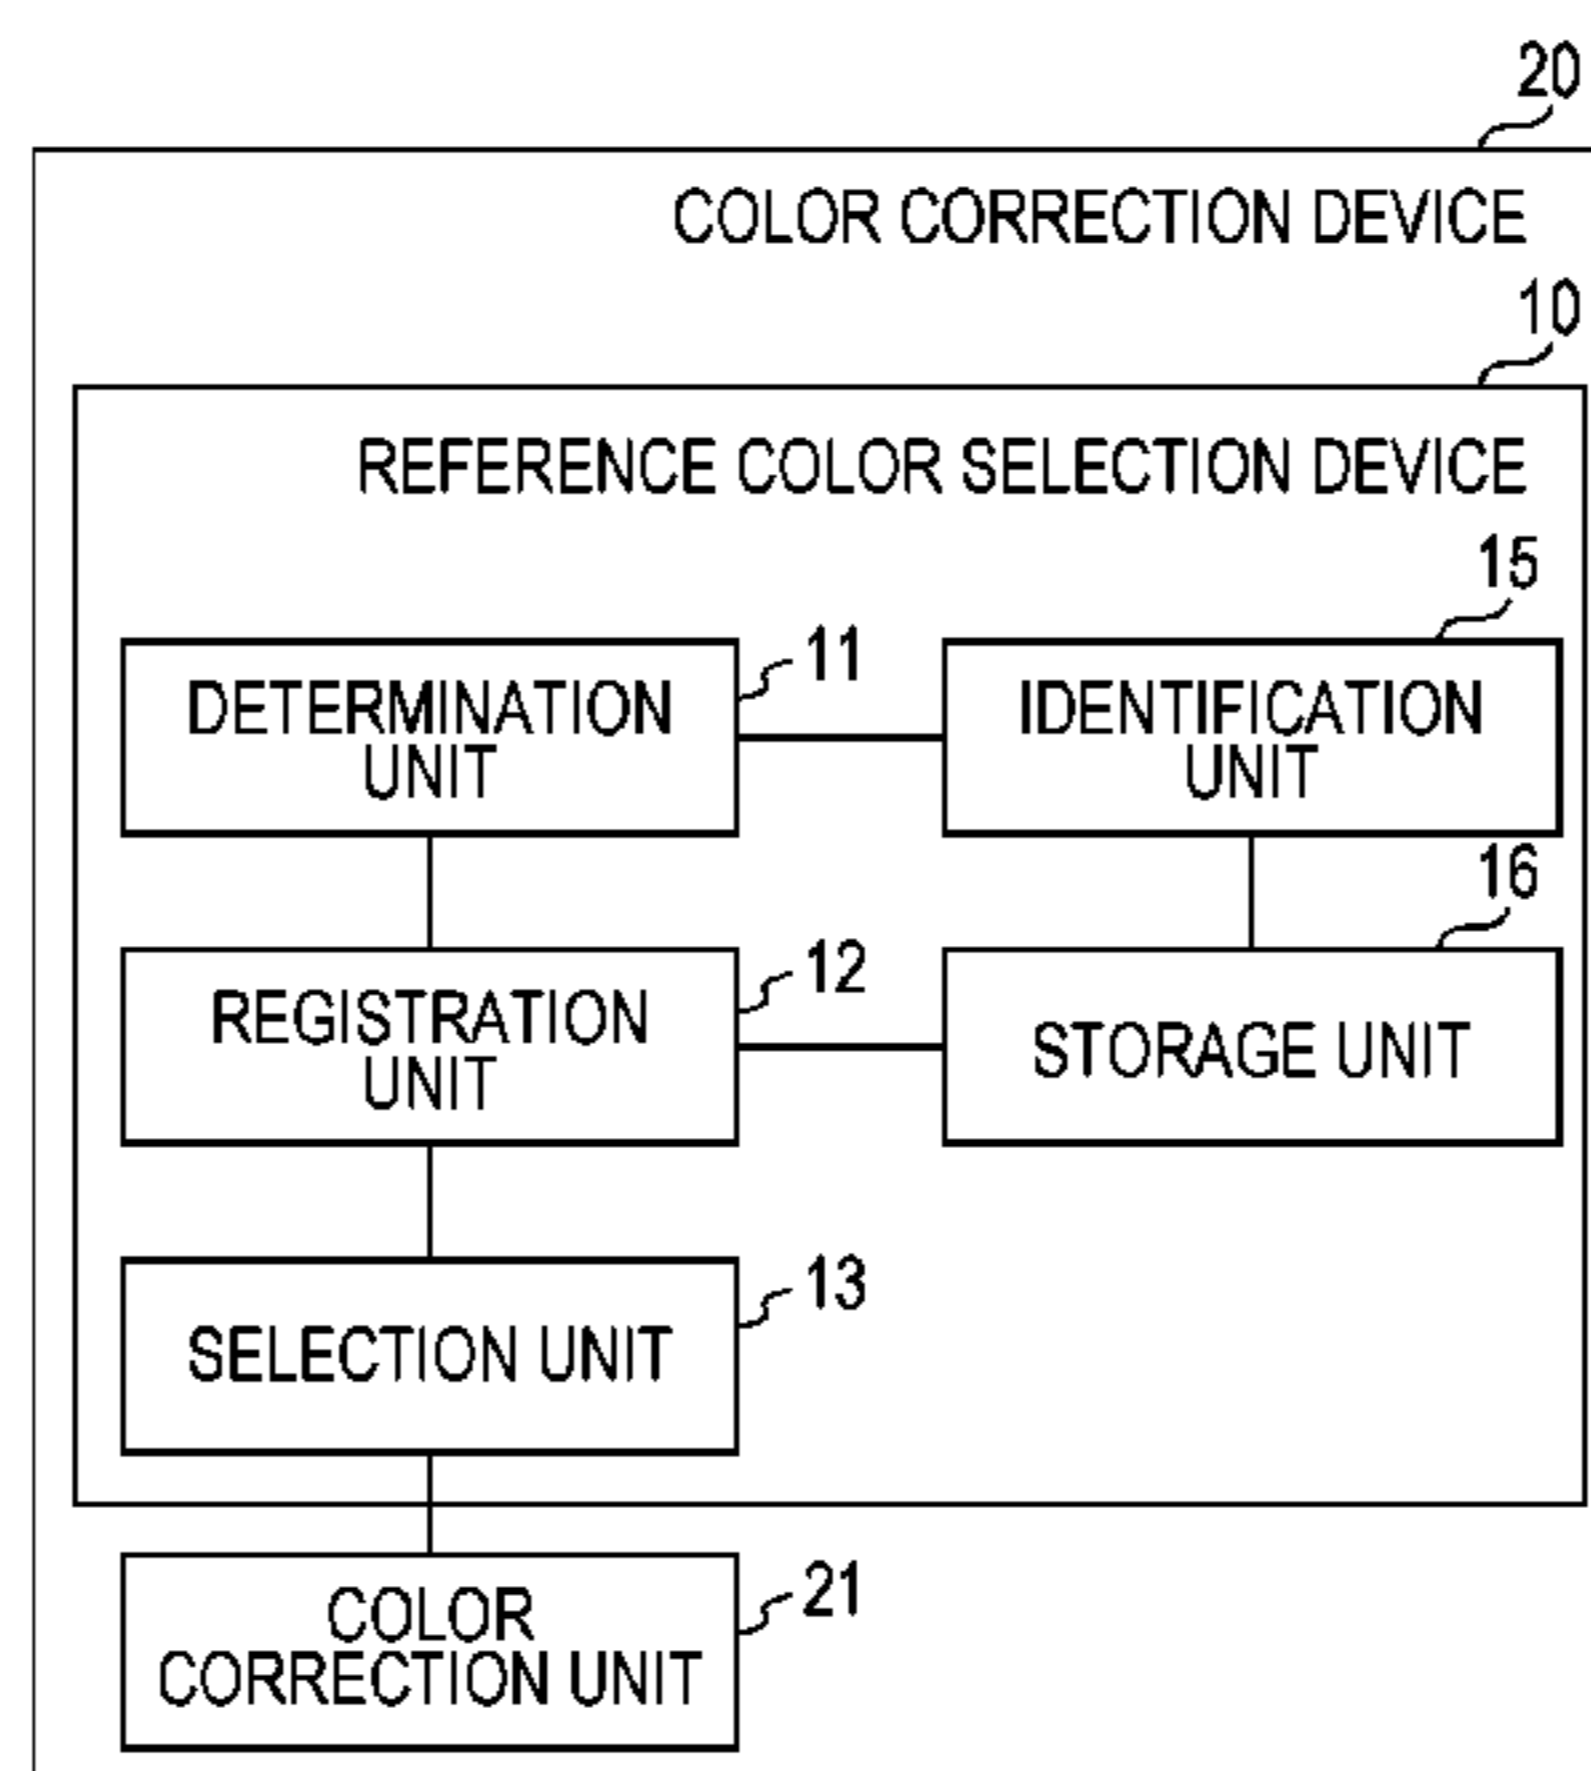 20
COLOR CORRECTION DEVICE
10
REFERENCE COLOR SELECTION DEVICE
15
11
DETERMINATION
UNIT
IDENTIFICATION
UNIT
16
12
REGISTRATION
UNIT
STORAGE UNIT
13
SELECTION UNIT
21
COLOR
CORRECTION UNIT